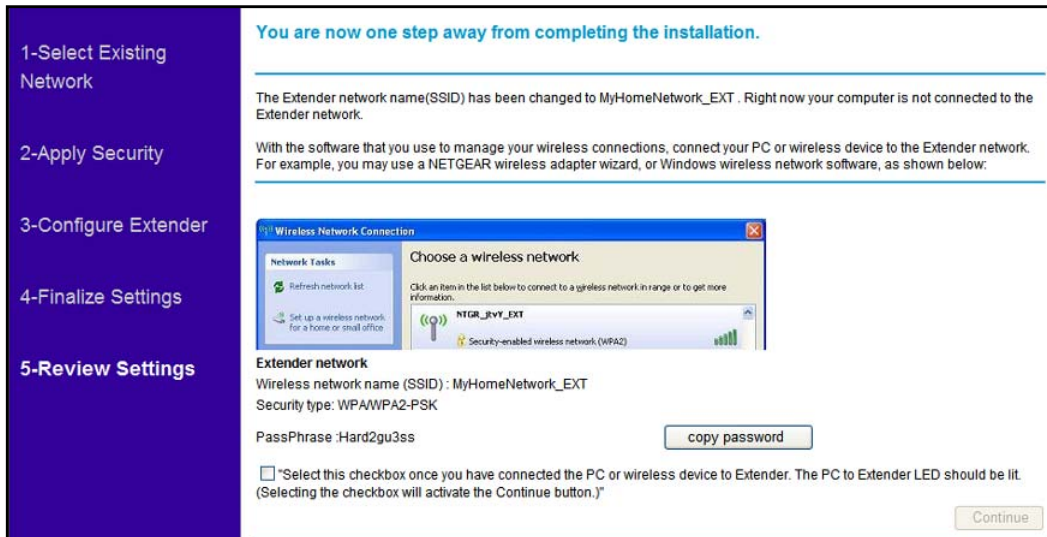 1-Select Existing
Network
2-Apply Security
3-Configure Extender
4-Finalize Settings
5-Review Settings
You are now one step away from completing the installation.
The Extender network name(SSID) has been changed to MyHomeNetwork_EXT . Right now your computer is not connected to the
Extender network.
With the software that you use to manage your wireless connections, connect your PC or wireless device to the Extender network.
For example, you may use a NETGEAR wireless adapter wizard, or Windows wireless network software, as shown below:
Wireless Network Connection
Network Tasks
Refresh network list
Set up a wireless network
for a home or small office
Choose a wireless network
Click an item in the list below to connect to a wireless network in range or to get more
information.
NTGR_jtvY_EXT
Security-enabled wireless network (WPA2)
Extender network
Wireless network name (SSID) : MyHomeNetwork_EXT
Security type: WPA/WPA2-PSK
PassPhrase :Hard2gu3ss
copy password
"Select this checkbox once you have connected the PC or wireless device to Extender. The PC to Extender LED should be lit.
(Selecting the checkbox will activate the Continue button.)"
Continue